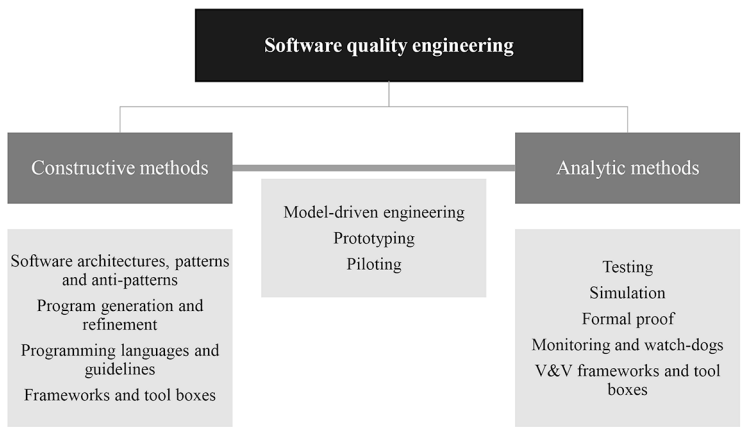 Software quality engineering
Constructive methods
Analytic methods
Model-driven engineering
Prototyping
Piloting
Software architectures, patterns
and anti-patterns
Program generation and
refinement
Programming languages and
guidelines
Frameworks and tool boxes
Testing
Simulation
Formal proof
Monitoring and watch-dogs
V&V frameworks and tool
boxes